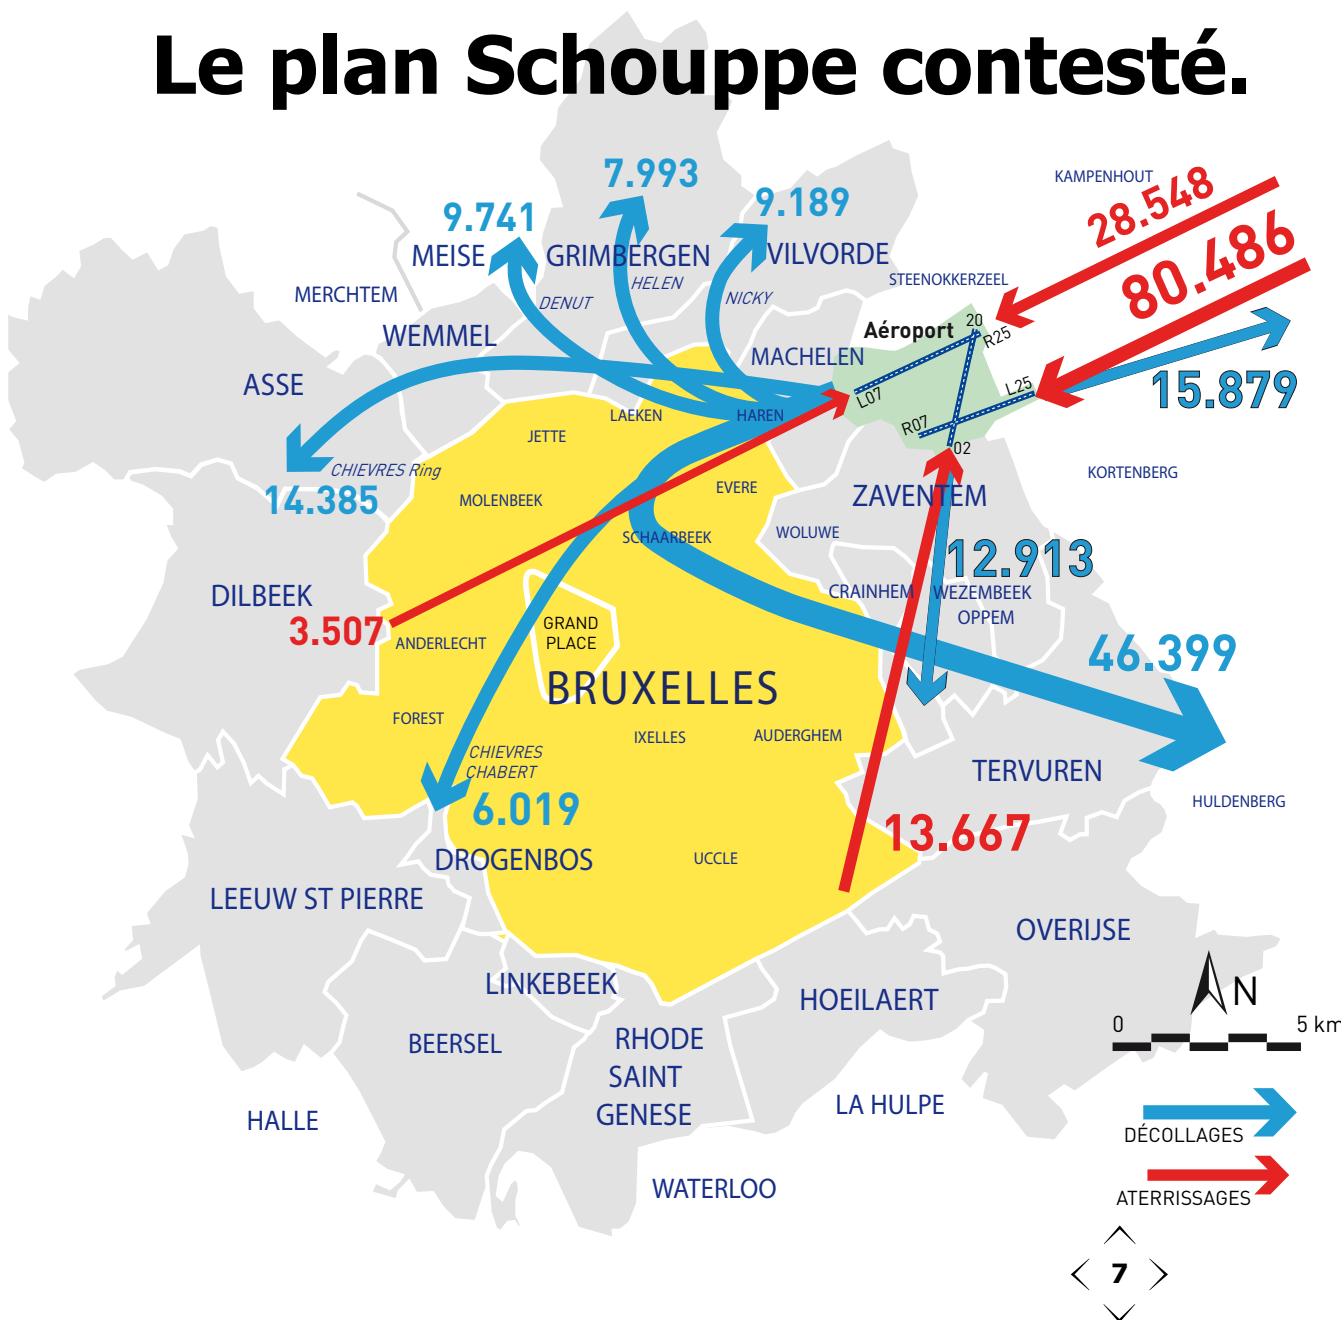 Le plan Schouppe contesté.
KAMPENHOUT
7.993
28.548
9.189
9.741
80.486
MEISE
GRIMBERGEN
VILVORDE
HELEN
STEENOKKERZEEL
MERCHTEM
DENUT
NICKY
WEMMEL
Aéroport
20
R25
MACHELEN
ASSE
L25
15.879
L07
LAEKEN
HAREN
R07
JETTE
02
CHIEVRES Ring
KORTENBERG
14.385
MOLENBEEK
EVERE
ZAVENTEM
SCHAARBEEK
WOLUWE
12.913
DILBEEK
CRAINHEM
WEZEMBEEK
OPPEM
3.507
GRAND
PLACE
ANDERLECHT
46.399
BRUXELLES
FOREST
IXELLES
AUDERGHEM
CHIEVRES
CHABERT
TERVUREN
6.019
HULDENBERG
13.667
DROGENBOS
UCCLE
LEEUW ST PIERRE
OVERIJSE
LINKEBEEK
HOEILAERT
N
0
5 km
BEERSEL
RHODE
SAINT
GENESE
HALLE
LA HULPE
DÉCOLLAGES
WATERLOO
ATERRISSAGES
7